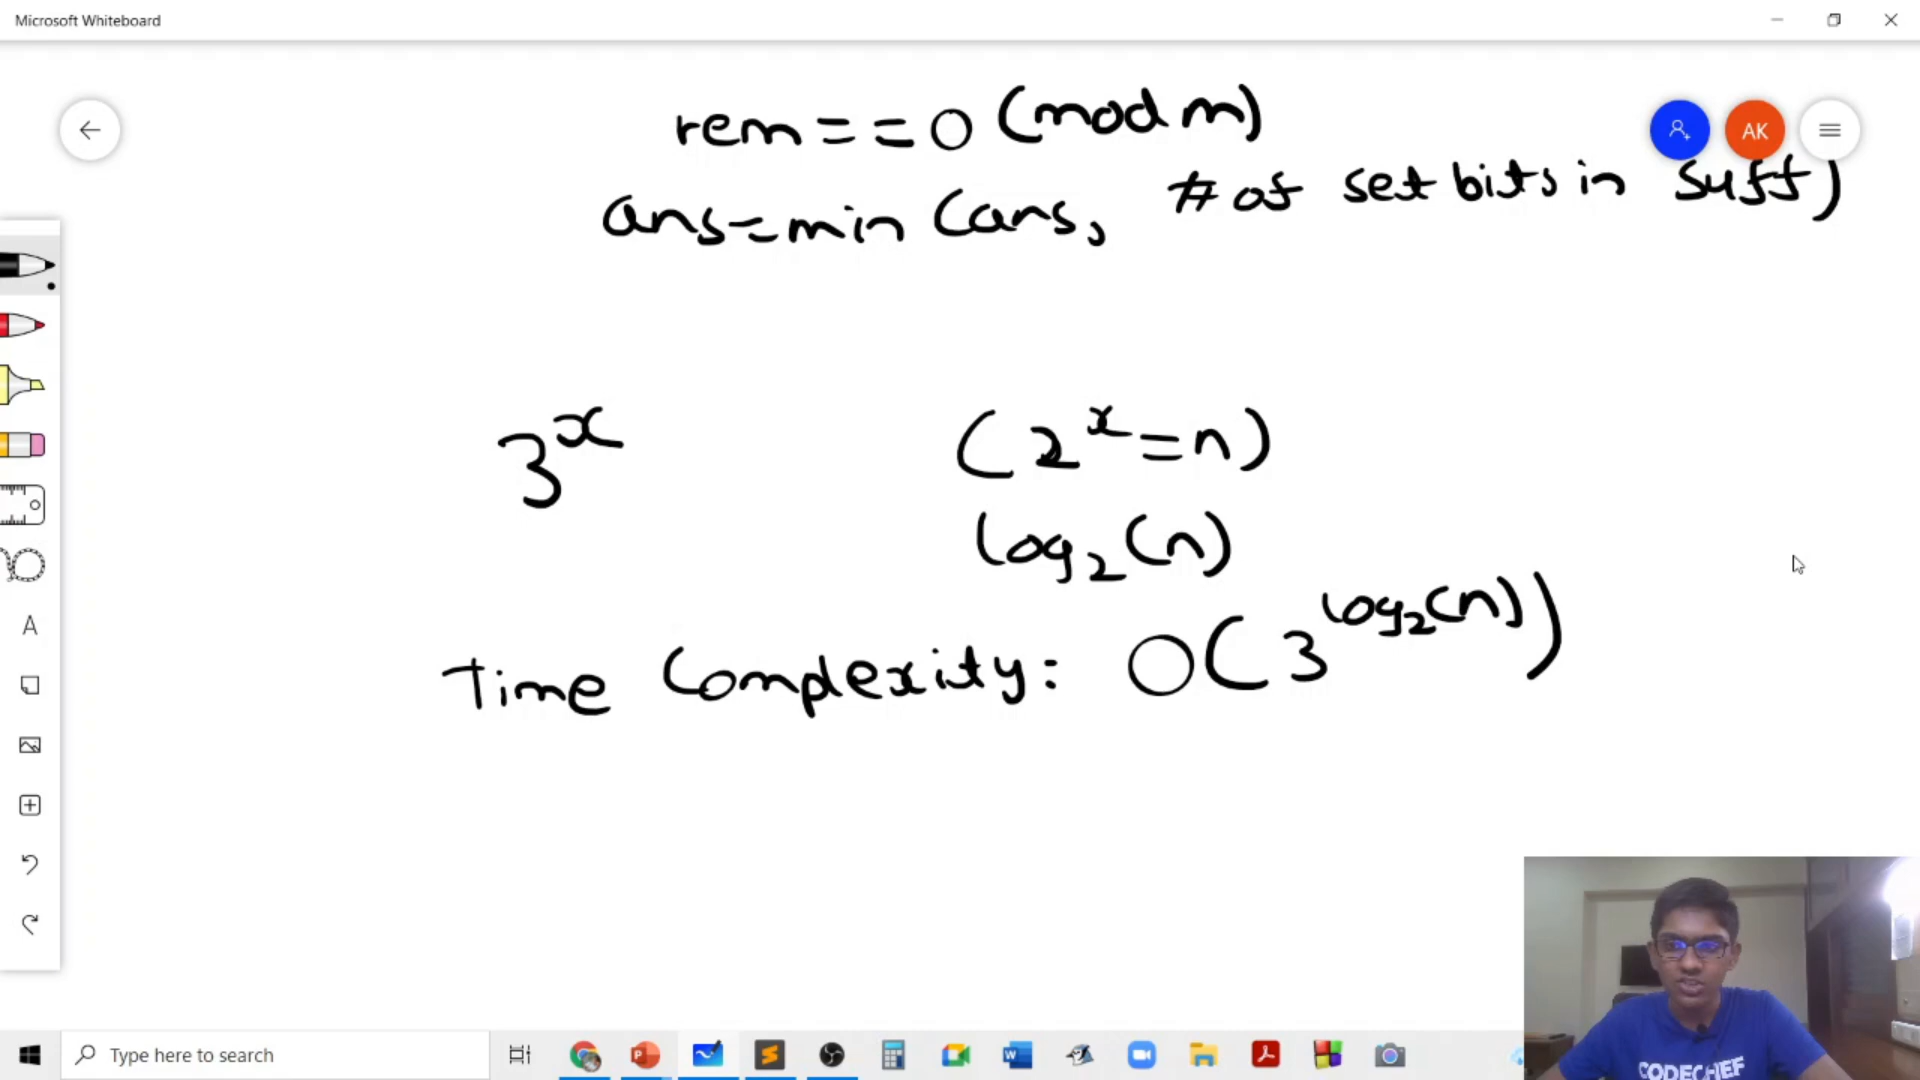 Microsoft Whiteboard
rem == 0 (mod m)
AK
ans = min (ans, # of set bits in suff)
3^x
(2^x = n)
log₂(n)
Time Complexity: O(3^log₂(n))
A
CODECHEF
Type here to search